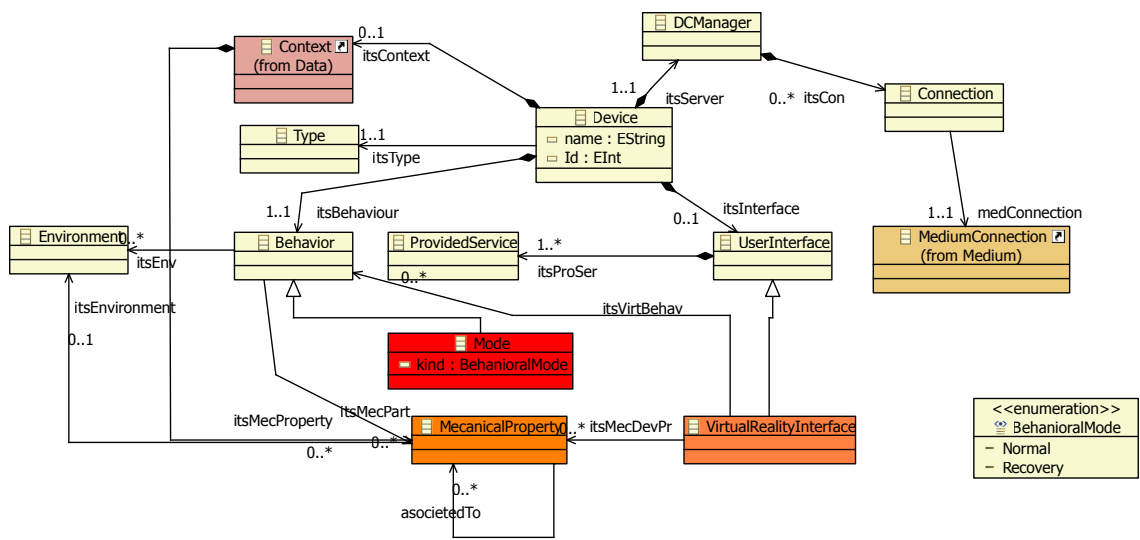 DCManager
0..1
Context
(from Data)
itsContext
1..1
itsServer
0..*
itsCon
Connection
Device
name : EString
Id : EInt
Type
1..1
itsType
1..1
itsBehaviour
0..1
itsInterface
1..1
medConnection
Environment
0..*
itsEnv
Behavior
ProvidedService
1..*
itsProSer
UserInterface
MediumConnection
(from Medium)
0..*
itsEnvironment
0..1
itsVirtBehav
Mode
kind : BehanioralMode
itsMecProperty
itsMecPart
0..*
0..*
MecanicalProperty
0..*
itsMecDevPr
VirtualRealityInterface
<<enumeration>>
BehanioralMode
Normal
Recovery
0..*
asocietedTo